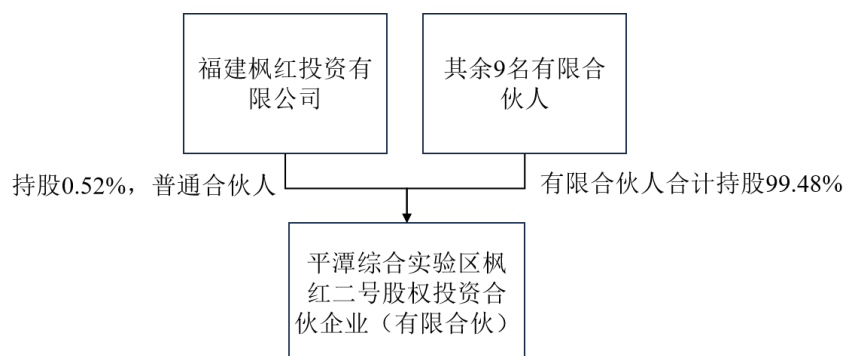 福建枫红投资有
限公司
其余9名有限合
伙人
持股0.52%，普通合伙人
有限合伙人合计持股99.48%
平潭综合实验区枫
红二号股权投资合
伙企业（有限合伙）